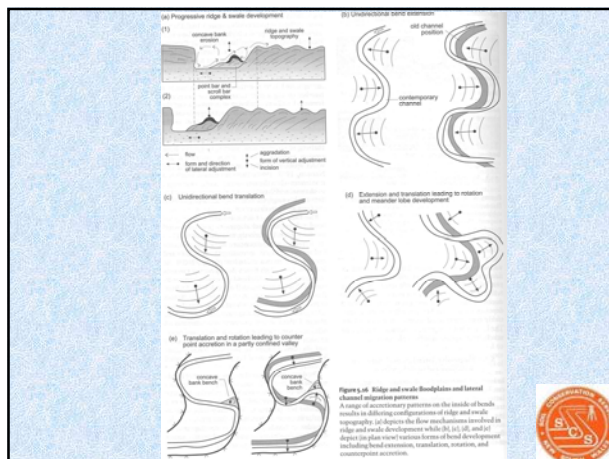 (a) Progressive ridge & swale development
(1)
concave bank
erosion
ridge and swale
topography
point bar and
scroll bar
complex
(2)
flow
form and direction
of lateral adjustment
aggradation
form of vertical adjustment
incision
(b) Unidirectional bend extension
old channel
position
contemporary
channel
(c) Unidirectional bend translation
(d) Extension and translation leading to rotation
and meander lobe development
(e) Translation and rotation leading to counter
point accretion in a partly confined valley
concave
bank bench
concave
bank
bench
Figure 5.16 Ridge and swale floodplains and lateral
channel migration patterns
A range of accretionary patterns on the inside of bends
results in differing configurations of ridge and swale
topography. (a) depicts the flow mechanisms involved in
ridge and swale development while (b), (c), (d), and (e)
depict (in plan view) various forms of bend development
including bend extension, translation, rotation, and
counterpoint accretion.
SOIL CONSERVATION
S C S